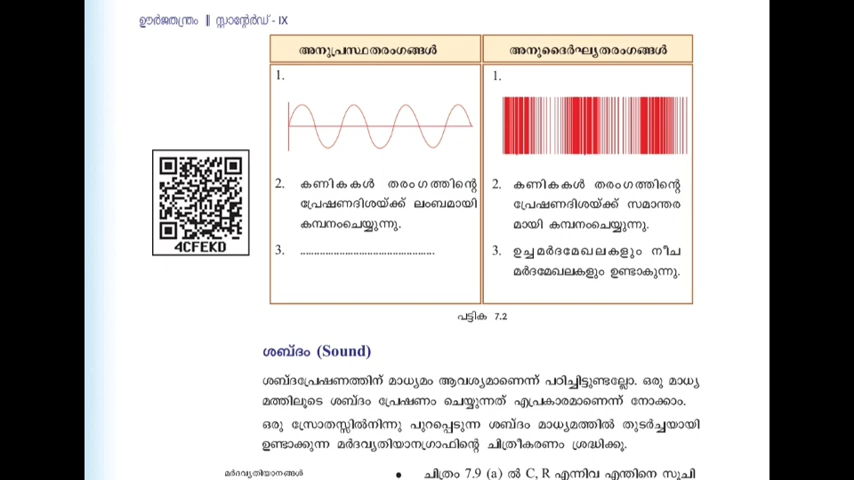 ഊർജതന്ത്രം || സ്റ്റാന്റേർഡ് - IX
അനുപ്രസ്ഥതരംഗങ്ങൾ
അനുദൈർഘ്യതരംഗങ്ങൾ
1.
2. കണികകൾ തരംഗത്തിന്റെ
പ്രേഷണദിശയ്ക്ക് ലംബമായി
കമ്പനംചെയ്യുന്നു.
3. ................................................
1.
2. കണികകൾ തരംഗത്തിന്റെ
പ്രേഷണദിശയ്ക്ക് സമാന്തര
മായി കമ്പനംചെയ്യുന്നു.
3. ഉച്ചമർദമേഖലകളും നീച
മർദമേഖലകളും ഉണ്ടാകുന്നു.
4CFEKD
പട്ടിക 7.2
ശബ്ദം (Sound)
ശബ്ദപ്രേഷണത്തിന് മാധ്യമം ആവശ്യമാണെന്ന് പഠിച്ചിട്ടുണ്ടല്ലോ. ഒരു മാധ്യ
മത്തിലൂടെ ശബ്ദം പ്രേഷണം ചെയ്യുന്നത് എപ്രകാരമാണെന്ന് നോക്കാം.
ഒരു സ്രോതസ്സിൽനിന്നു പുറപ്പെടുന്ന ശബ്ദം മാധ്യമത്തിൽ തുടർച്ചയായി
ഉണ്ടാക്കുന്ന മർദവ്യതിയാനഗ്രാഫിന്റെ ചിത്രീകരണം ശ്രദ്ധിക്കൂ.
മർദവ്യതിയാനങ്ങൾ
• ചിത്രം 7.9 (a) ൽ C, R എന്നിവ എന്തിനെ സൂചി